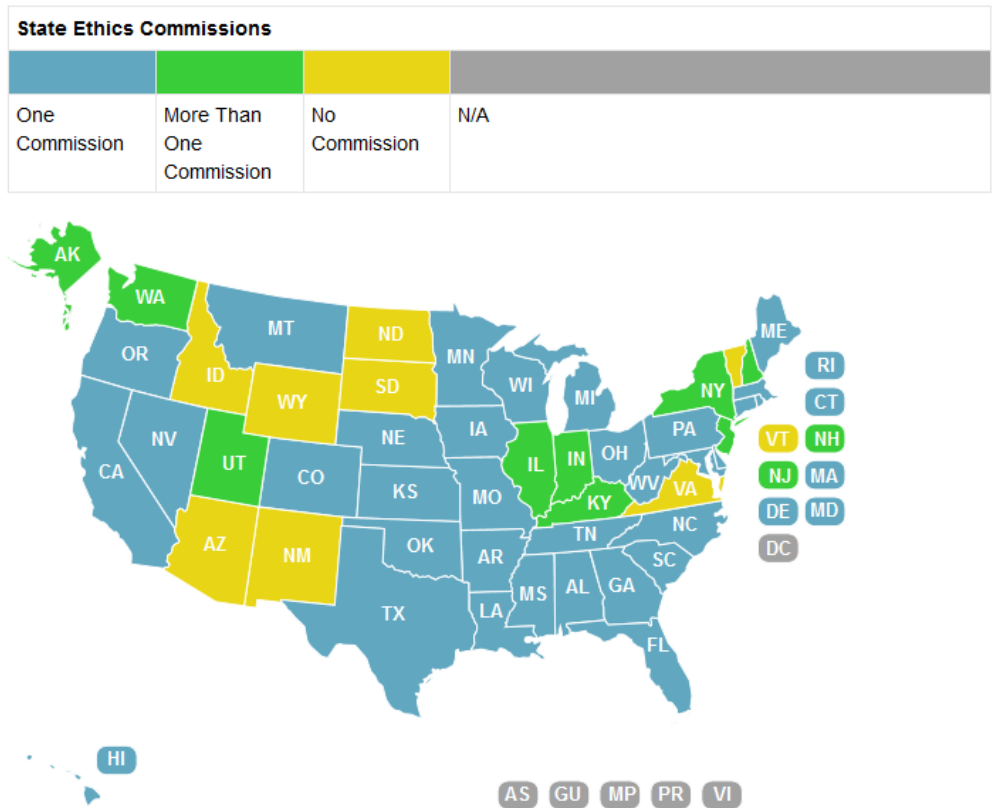 State Ethics Commissions
One
Commission
More Than
One
Commission
No
Commission
N/A
AK
WA
MT
ND
MN
ME
OR
ID
WY
SD
WI
MI
NY
RI
CT
NV
UT
CO
NE
IA
IL
IN
OH
PA
VT
NH
CA
KS
MO
KY
WV
VA
NJ
MA
DE
MD
AZ
NM
OK
AR
TN
NC
DC
TX
LA
MS
AL
GA
SC
FL
HI
AS
GU
MP
PR
VI